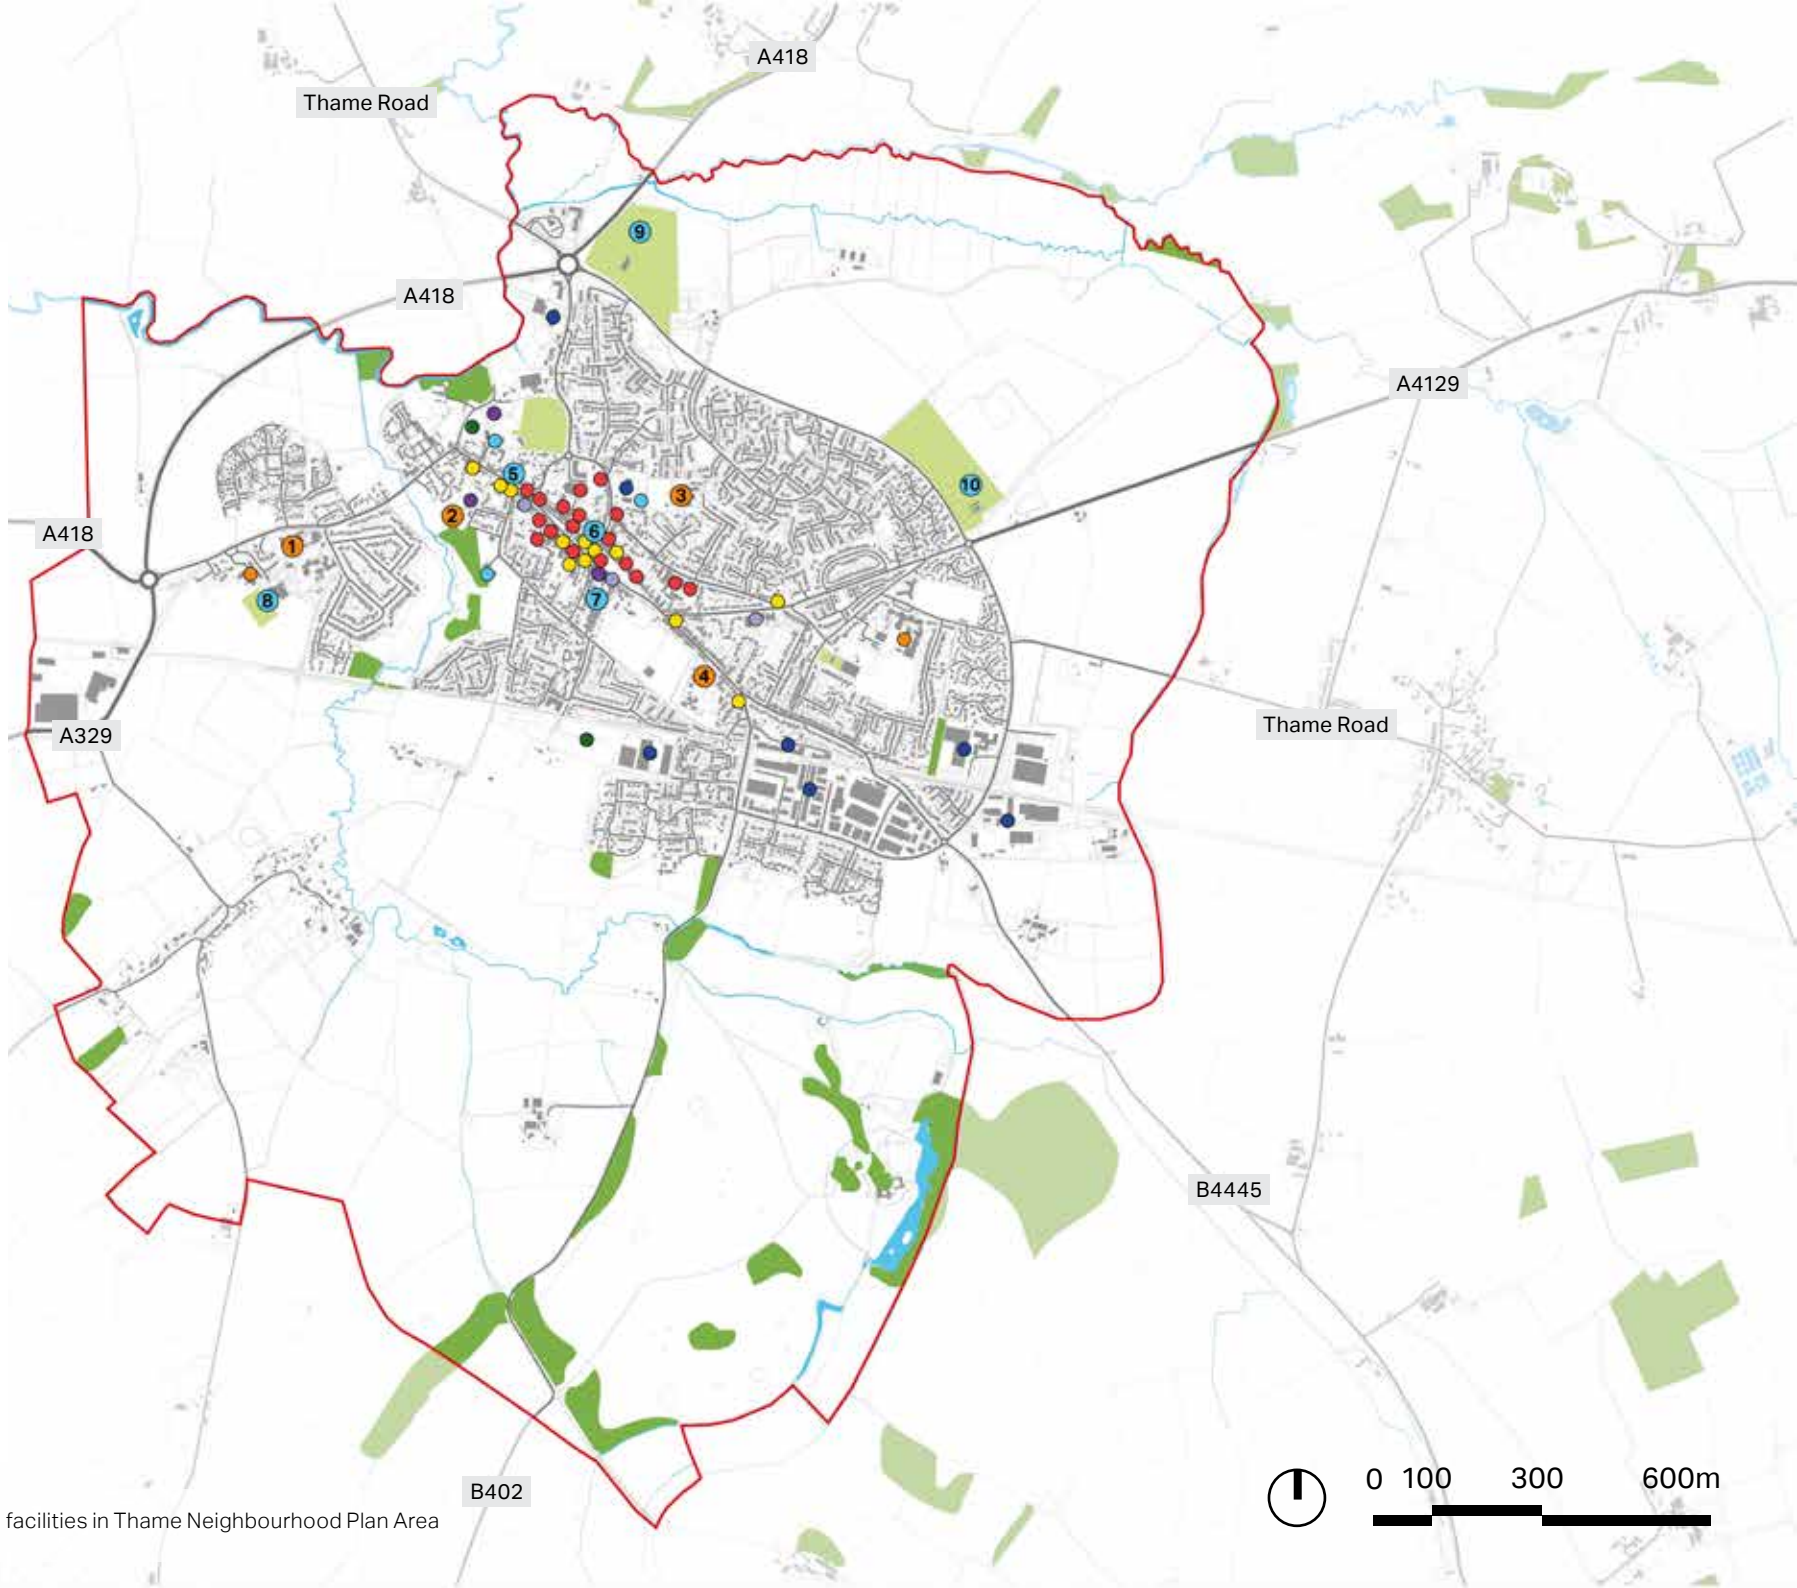 A418
Thame Road
9
A418
A4129
10
5
3
2
6
A418
1
8
7
4
Thame Road
A329
B4445
0 100 300 600m
B402
facilities in Thame Neighbourhood Plan Area